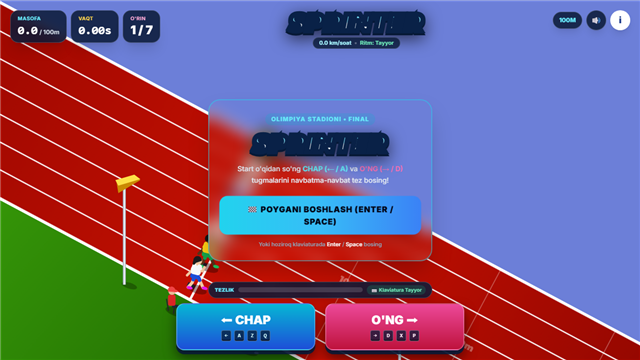 MASOFA
0.0 / 100m
VAQT
0.00s
O'RIN
1/7
SPRINTER
0.0 km/soat • Ritm: Tayyor
100M
i
OLIMPIYA STADIONI • FINAL
SPRINTER
Start o'qidan so'ng CHAP (← / A) va O'NG (→ / D)
tugmalarini navbatma-navbat tez bosing!
POYGANI BOSHLASH (ENTER /
SPACE)
Yoki hoziroq klaviaturada Enter / Space bosing
TEZLIK
Klaviatura Tayyor
← CHAP
← A Z Q
O'NG →
→ D X P